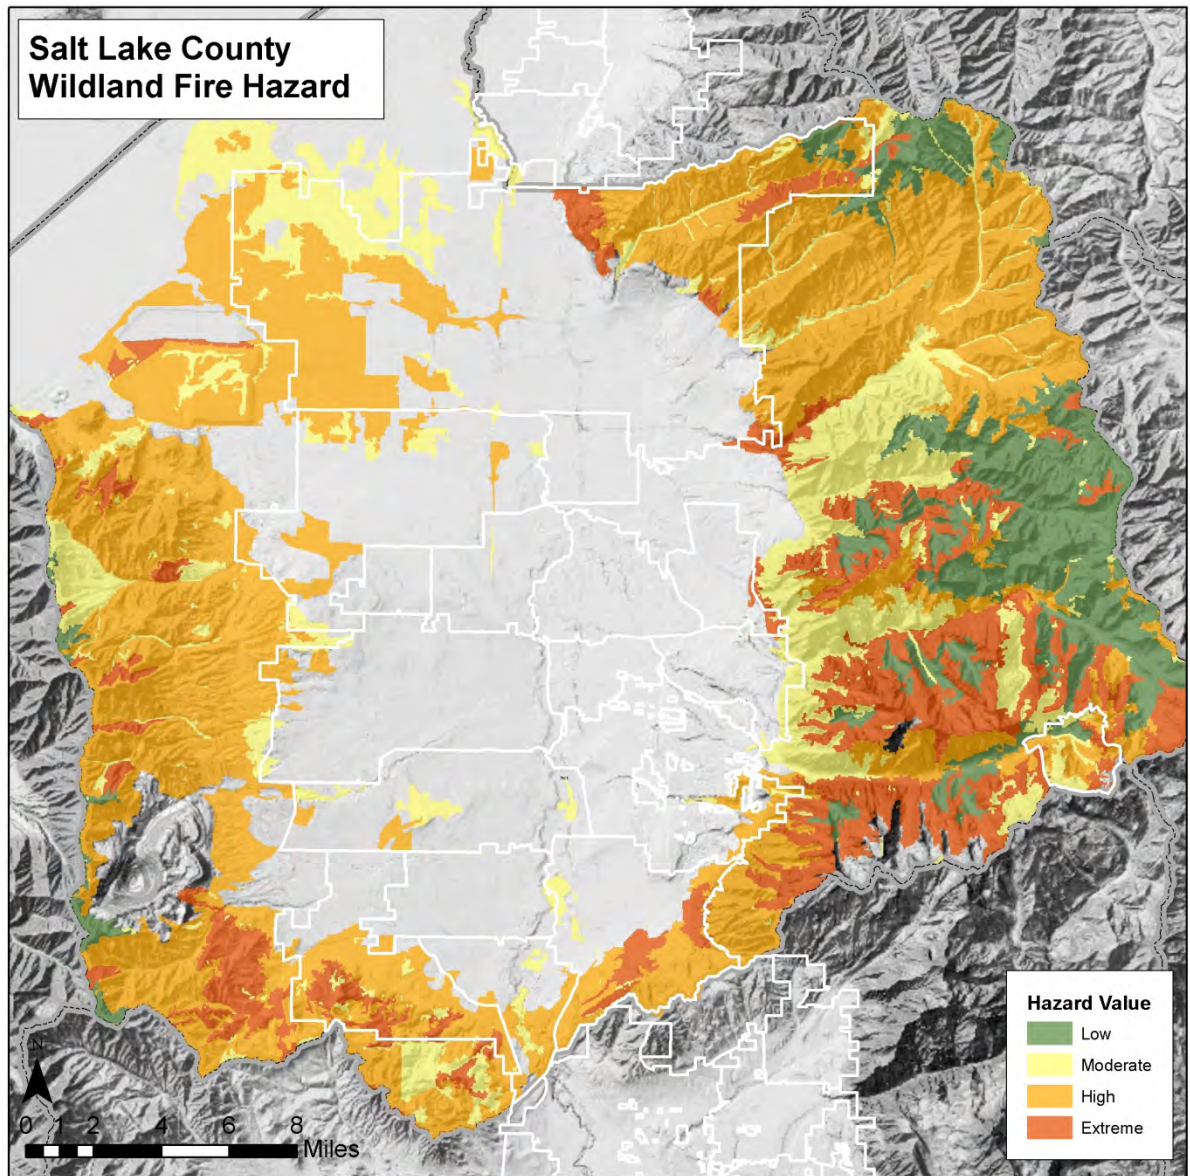 Salt Lake County
Wildland Fire Hazard
Hazard Value
Low
Moderate
High
Extreme
N
0 1 2 4 6 8
Miles